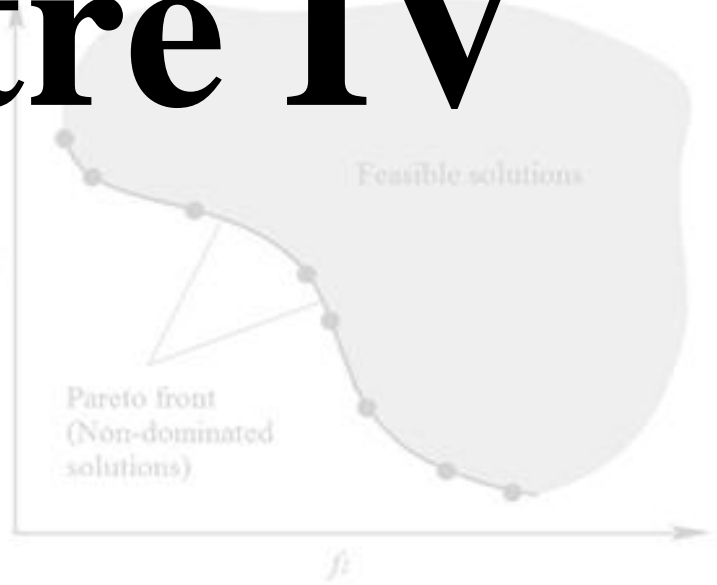 tre IV
Feasible solutions
Pareto front
(Non-dominated
solutions)